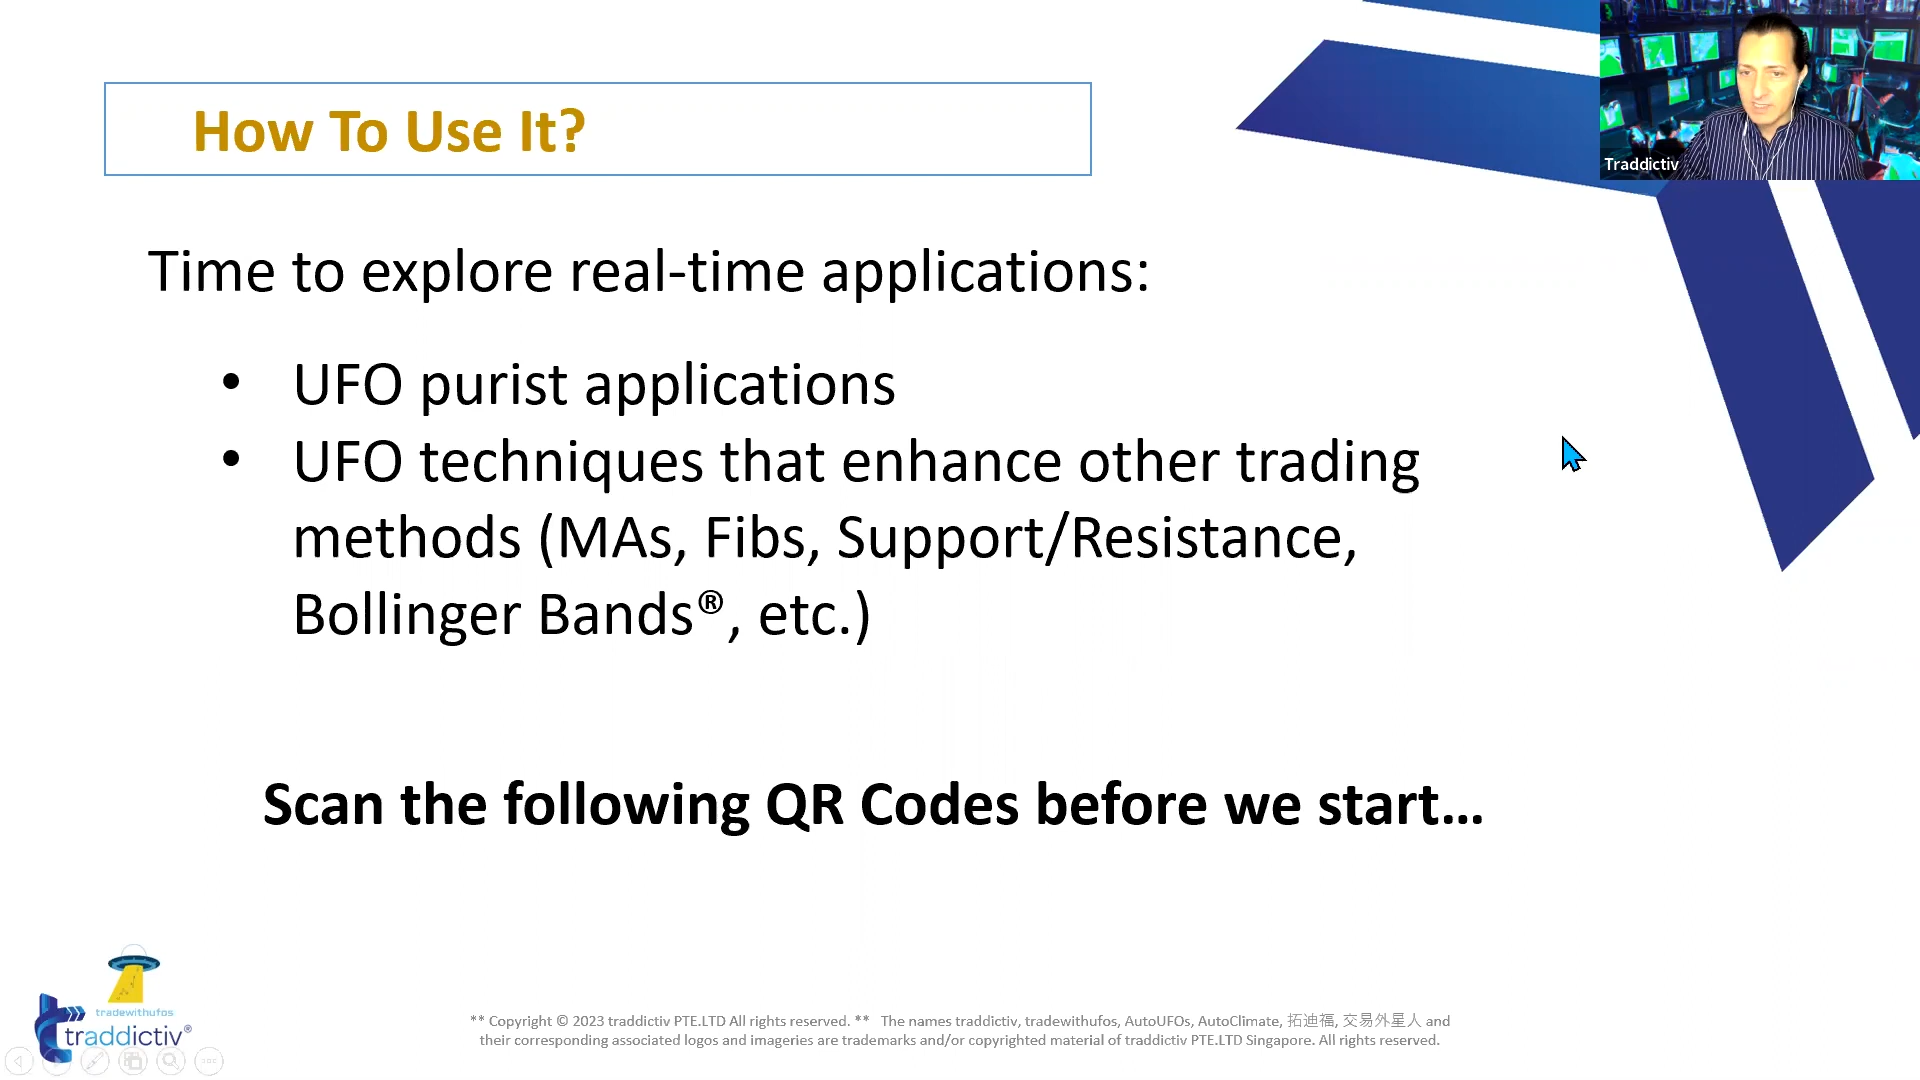 How To Use It?
Traddictiv
Time to explore real-time applications:
• UFO purist applications
• UFO techniques that enhance other trading
methods (MAs, Fibs, Support/Resistance,
Bollinger Bands®, etc.)
Scan the following QR Codes before we start...
tradewithufos
traddictiv®
** Copyright © 2023 traddictiv PTE.LTD All rights reserved. ** The names traddictiv, tradewithufos, AutoUFOs, AutoClimate, 拓迪福, 交易外星人 and
their corresponding associated logos and imageries are trademarks and/or copyrighted material of traddictiv PTE.LTD Singapore. All rights reserved.